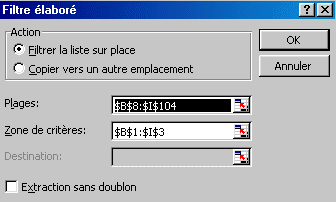 Filtre élaboré
Action
Filtrer la liste sur place
Copier vers un autre emplacement
OK
Annuler
Plages: $B$8:$I$104
Zone de critères: $B$1:$I$3
Destination:
Extraction sans doublon